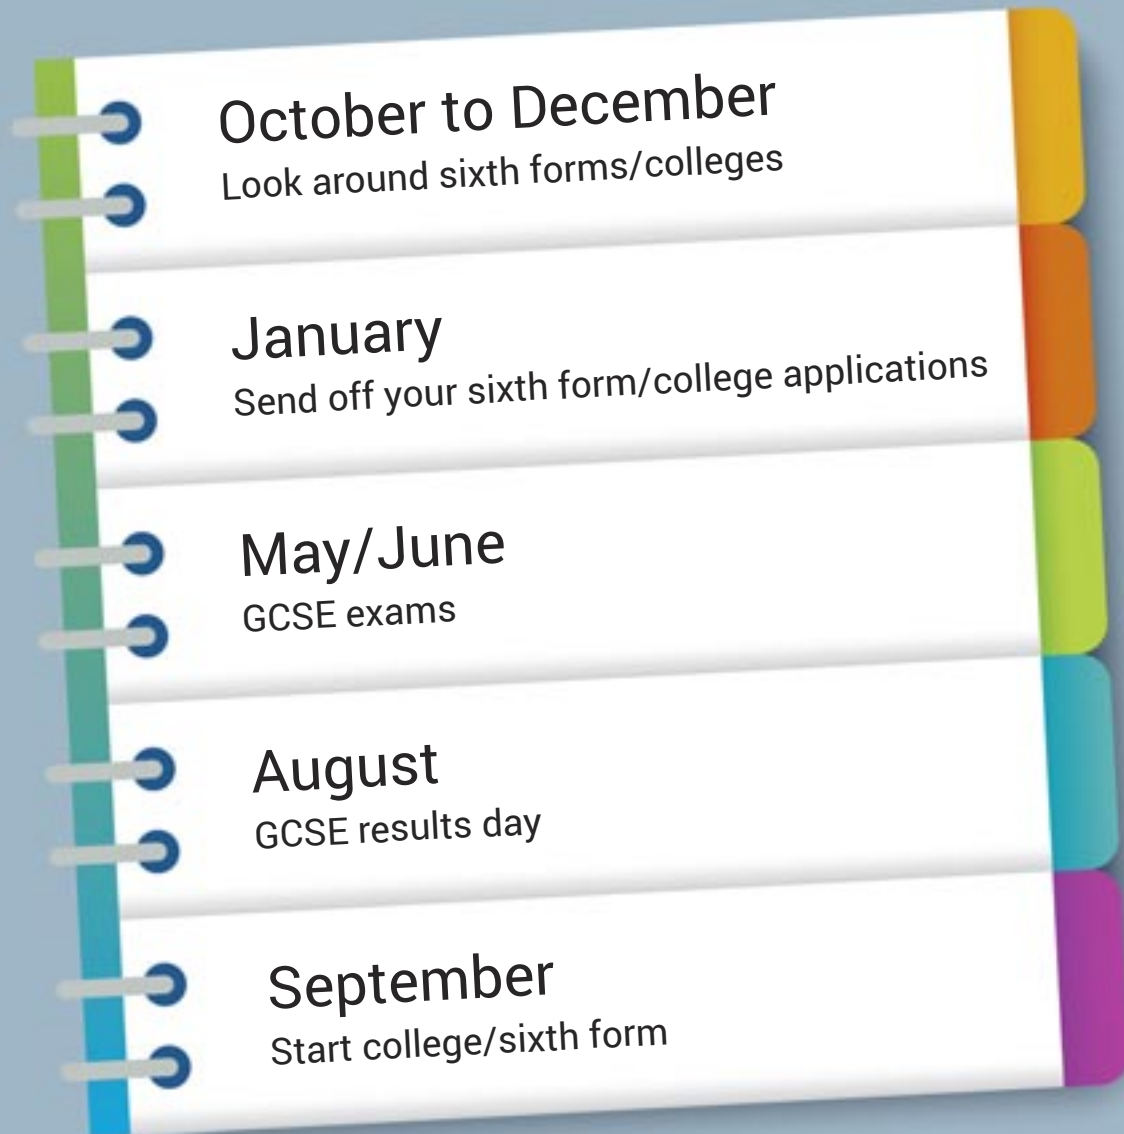 October to December
Look around sixth forms/colleges
January
Send off your sixth form/college applications
May/June
GCSE exams
August
GCSE results day
September
Start college/sixth form